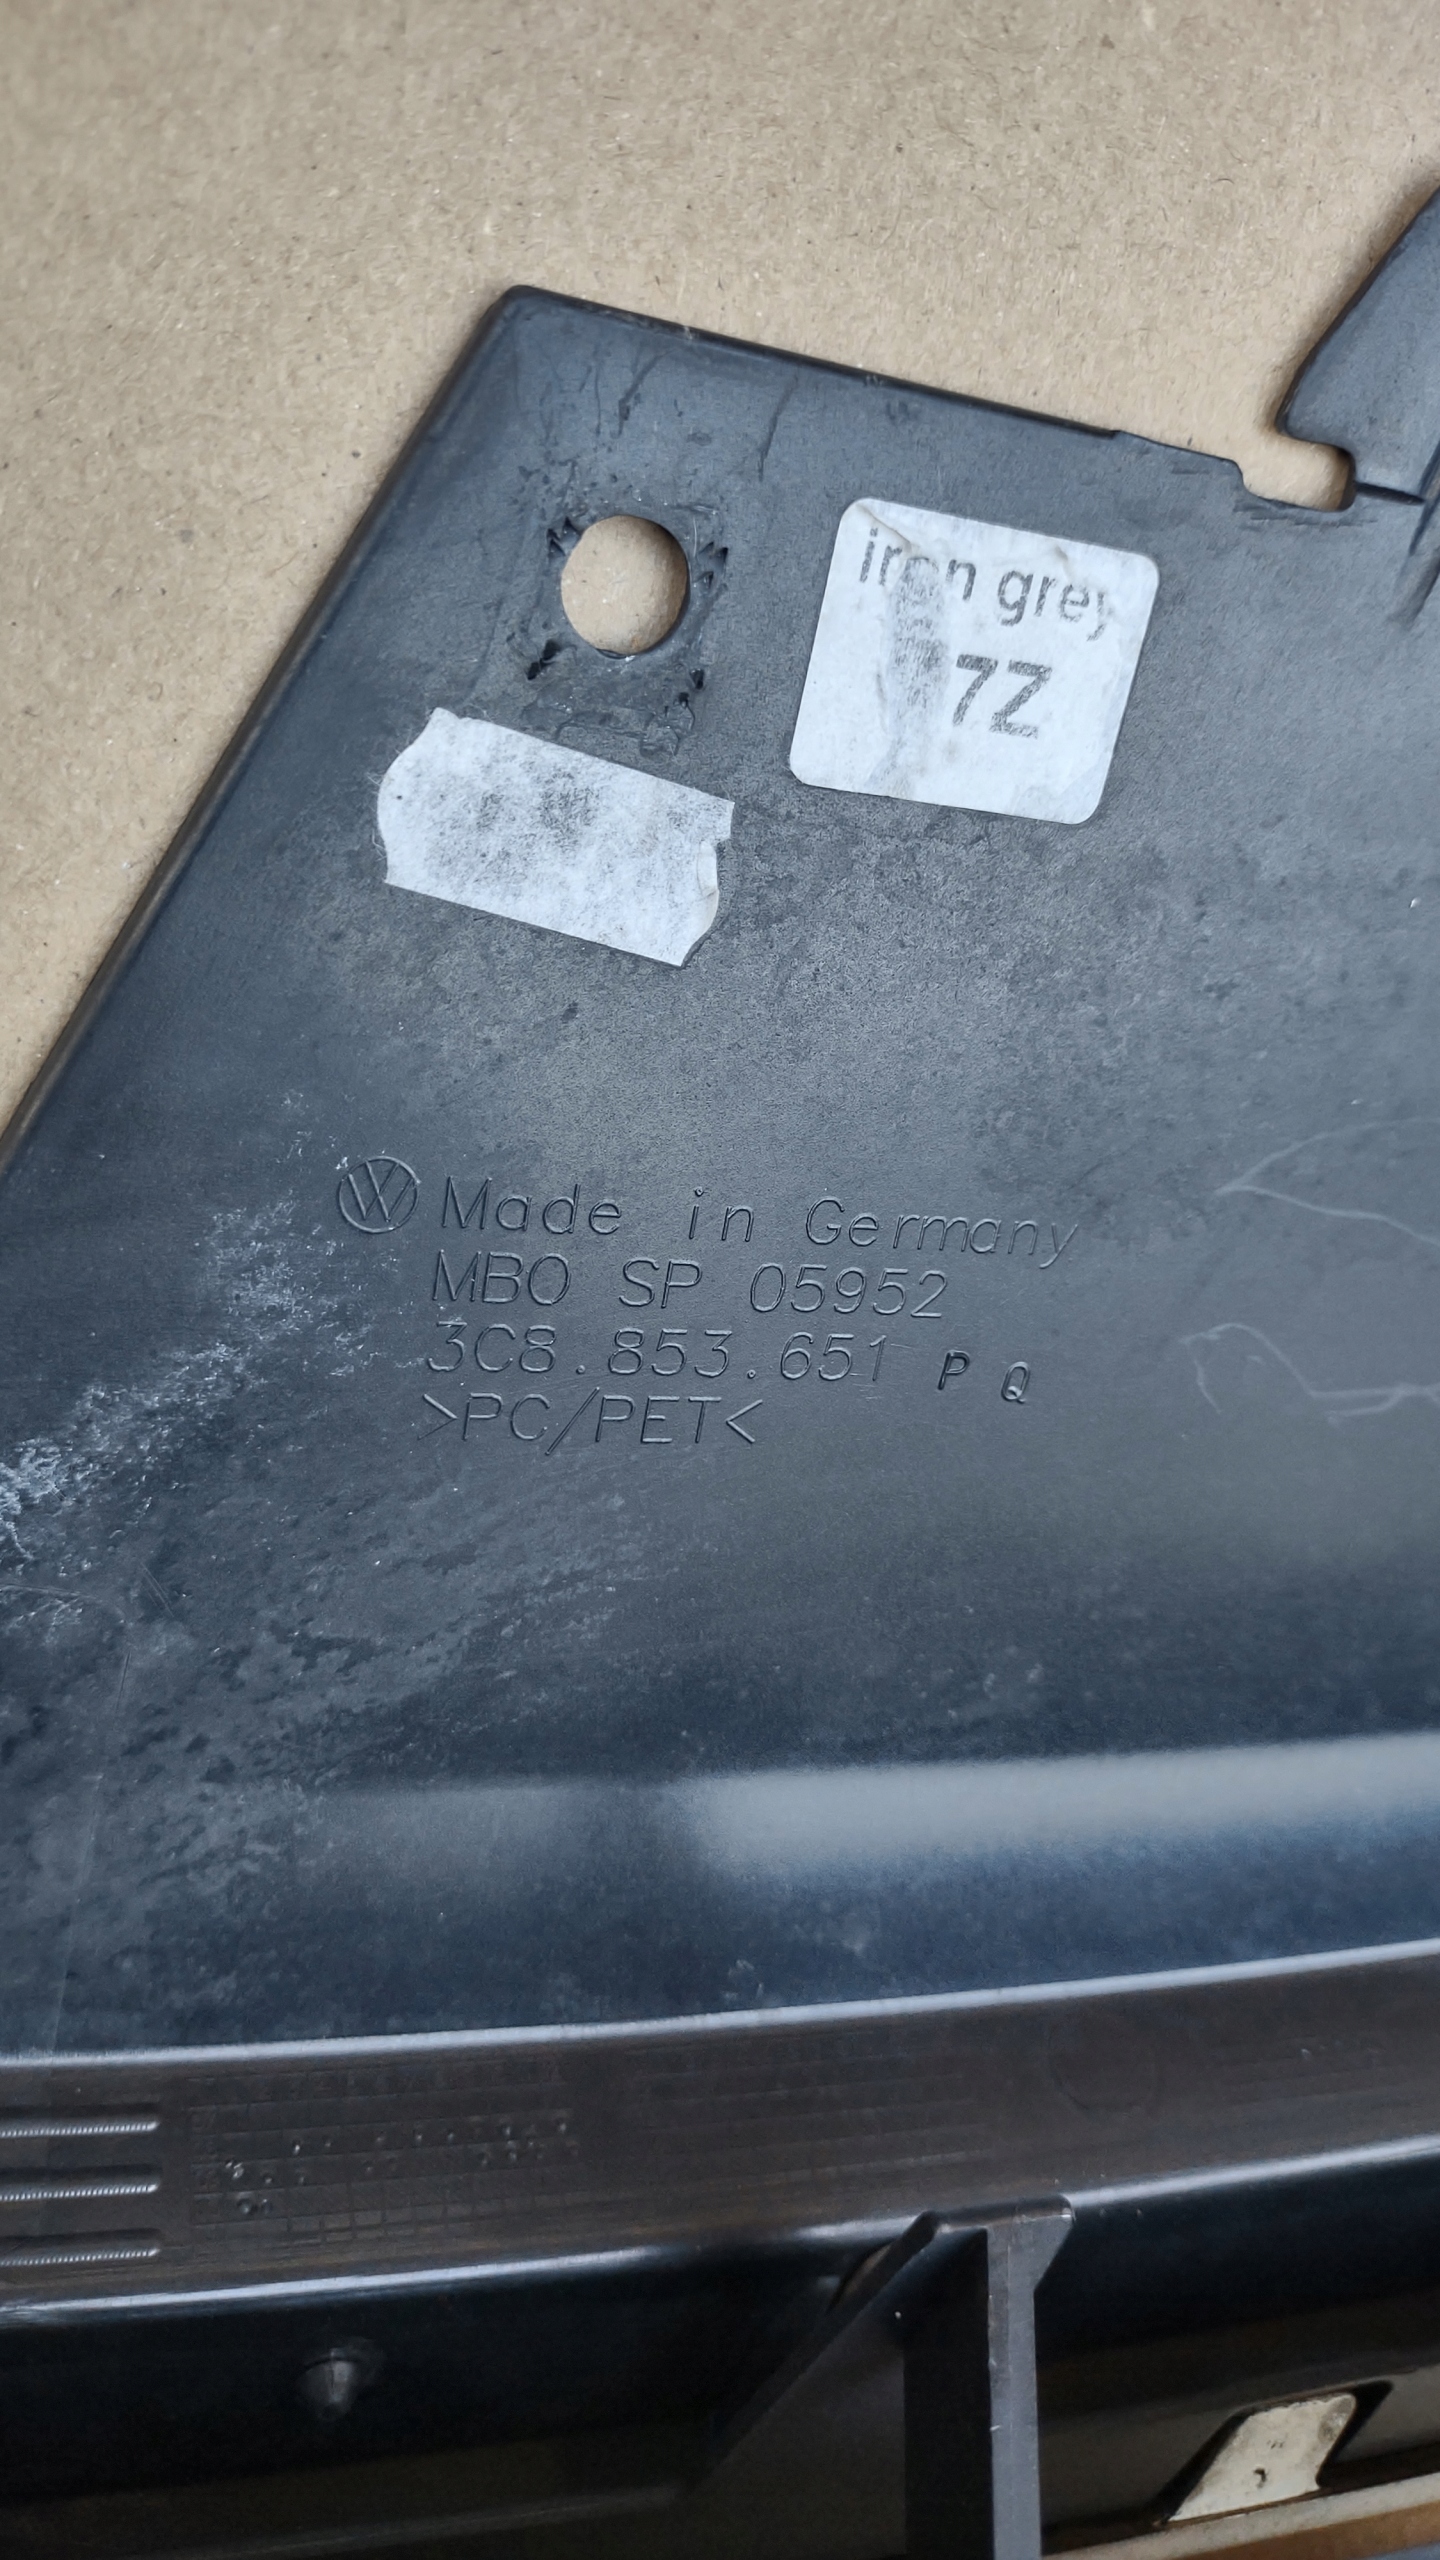 iron grey
7Z
Made in Germany
MBO SP 05952
3C8.853.651 P Q
>PC/PET<